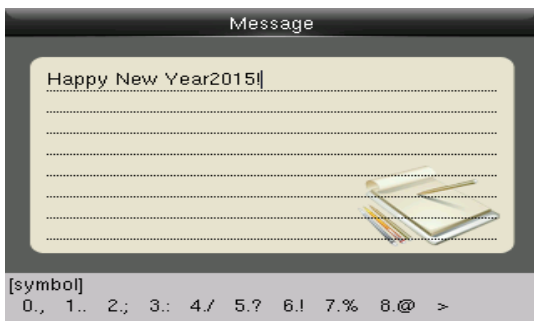 Message
Happy New Year2015!
[symbol]
0., 1.. 2.; 3.: 4./ 5.? 6.! 7.% 8.@ >